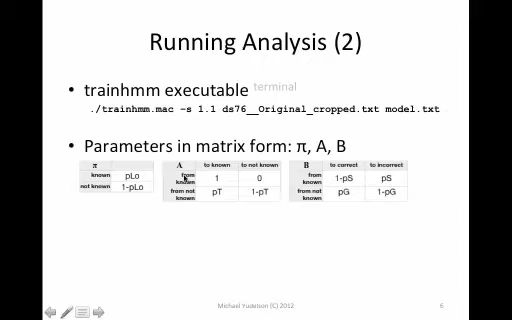 Running Analysis (2)
• trainhmm executable terminal
./trainhmm.mac –s 1.1 ds76__Original_cropped.txt model.txt
• Parameters in matrix form: π, A, B
π
known pLo
not known 1-pLo
A to known to not known
from known 1 0
from not known pT 1-pT
B to correct to incorrect
from known 1-pS pS
from not known pG 1-pG
Michael Yudelson (C) 2012
6